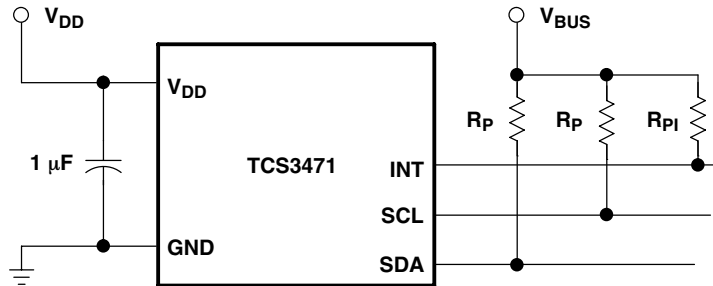 VDD
VBUS
VDD
RP
RP
RPI
1 μF
TCS3471
INT
SCL
GND
SDA